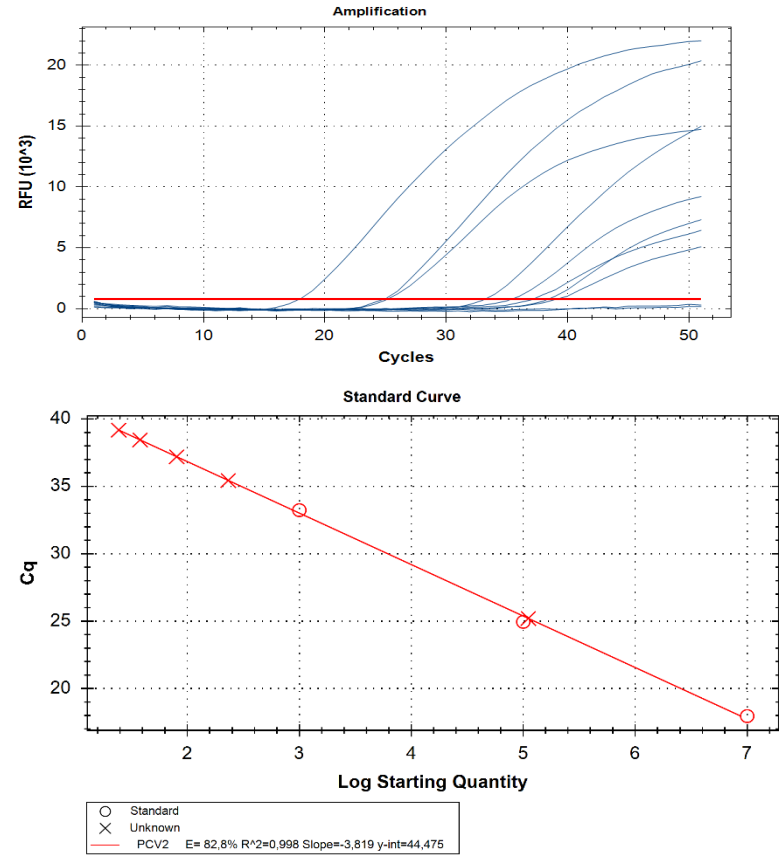 Amplification
RFU (10^3)
20
15
10
5
0
0 10 20 30 40 50
Cycles
Standard Curve
Cq
40
35
30
25
20
2 3 4 5 6 7
Log Starting Quantity
Standard
Unknown
PCV2 E= 82,8% R^2=0,998 Slope=-3,819 y-int=44,475